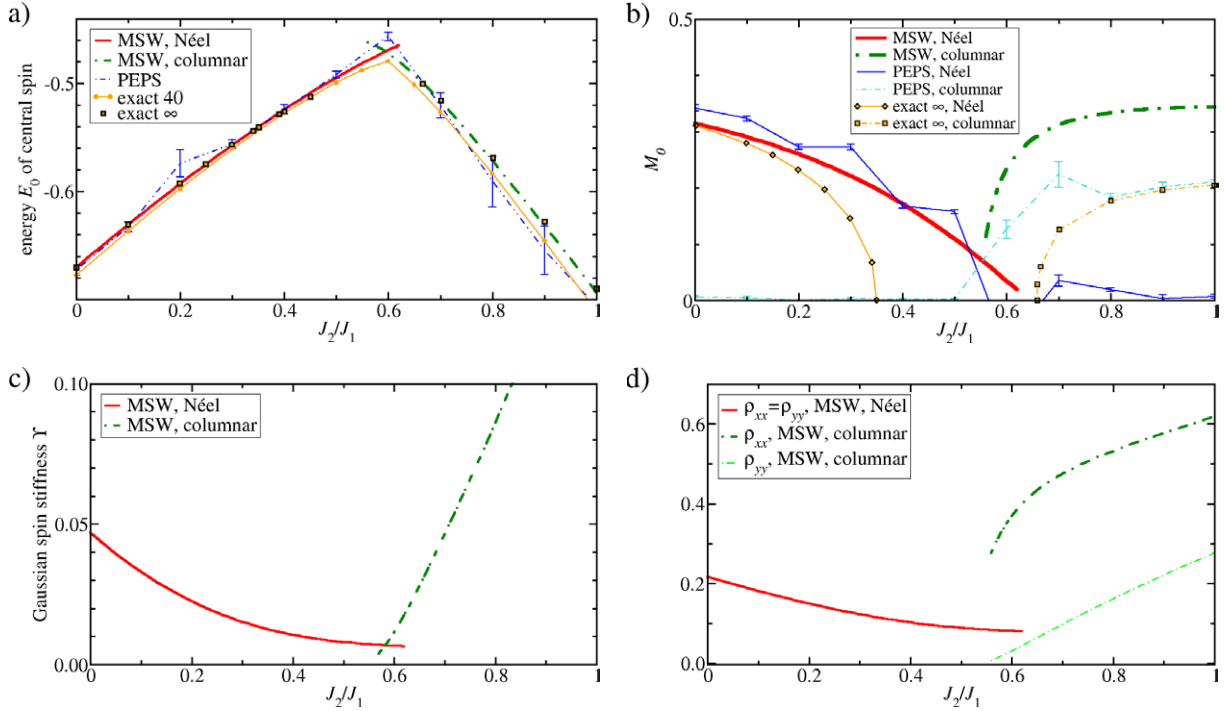 a)
MSW, Néel
MSW, columnar
PEPS
exact 40
exact ∞
energy E0 of central spin
-0.5
-0.6
0
0.2
0.4
0.6
0.8
1
J2/J1
b)
MSW, Néel
MSW, columnar
PEPS, Néel
PEPS, columnar
exact ∞, Néel
exact ∞, columnar
M0
0.5
0
0
0.2
0.4
0.6
0.8
1
J2/J1
c)
MSW, Néel
MSW, columnar
Gaussian spin stiffness ϒ
0.10
0.05
0.00
0
0.2
0.4
0.6
0.8
1
J2/J1
d)
ρxx=ρyy, MSW, Néel
ρxx, MSW, columnar
ρyy, MSW, columnar
0.6
0.4
0.2
0.0
0
0.2
0.4
0.6
0.8
1
J2/J1